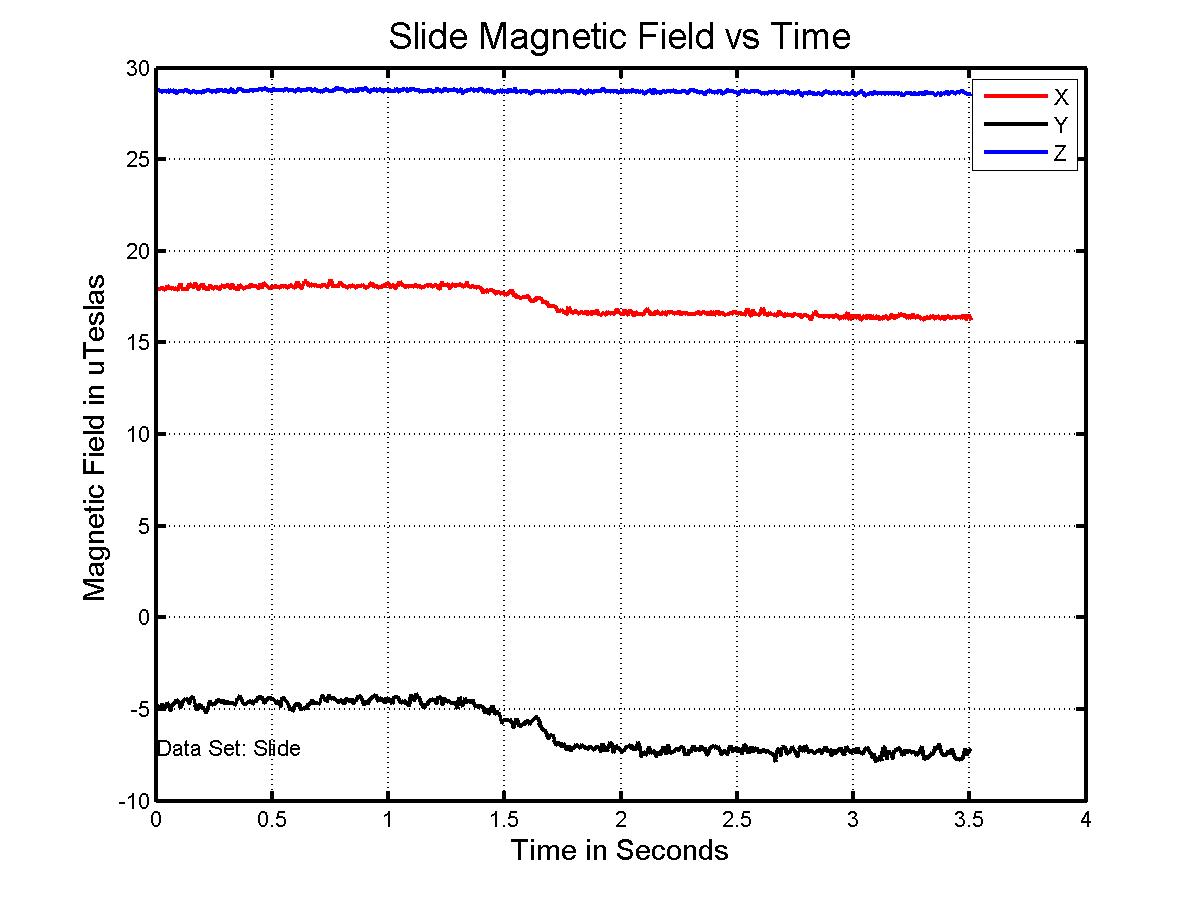 Slide Magnetic Field vs Time
30
25
20
15
10
5
0
-5
-10
Magnetic Field in uTeslas
X
Y
Z
Data Set: Slide
0
0.5
1
1.5
2
2.5
3
3.5
4
Time in Seconds